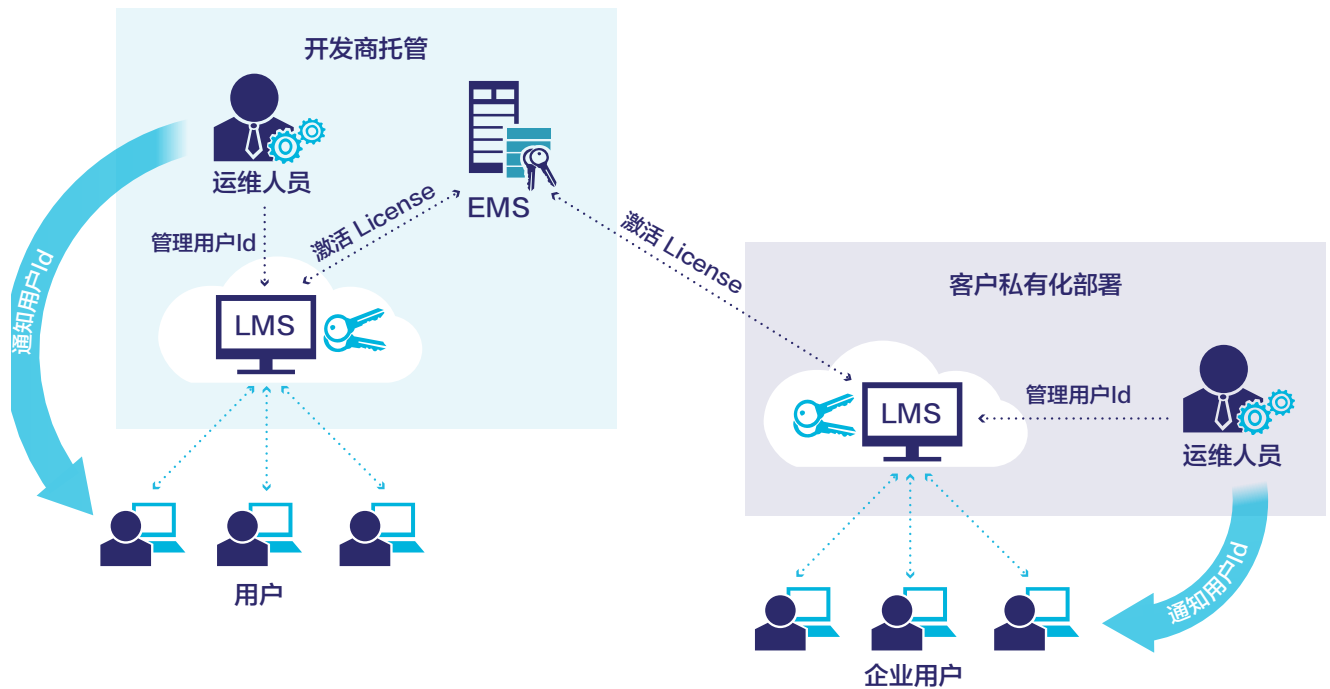 开发商托管
运维人员
EMS
管理用户Id
激活 License
LMS
通知用户Id
用户
激活 License
客户私有化部署
LMS
管理用户Id
运维人员
通知用户Id
企业用户